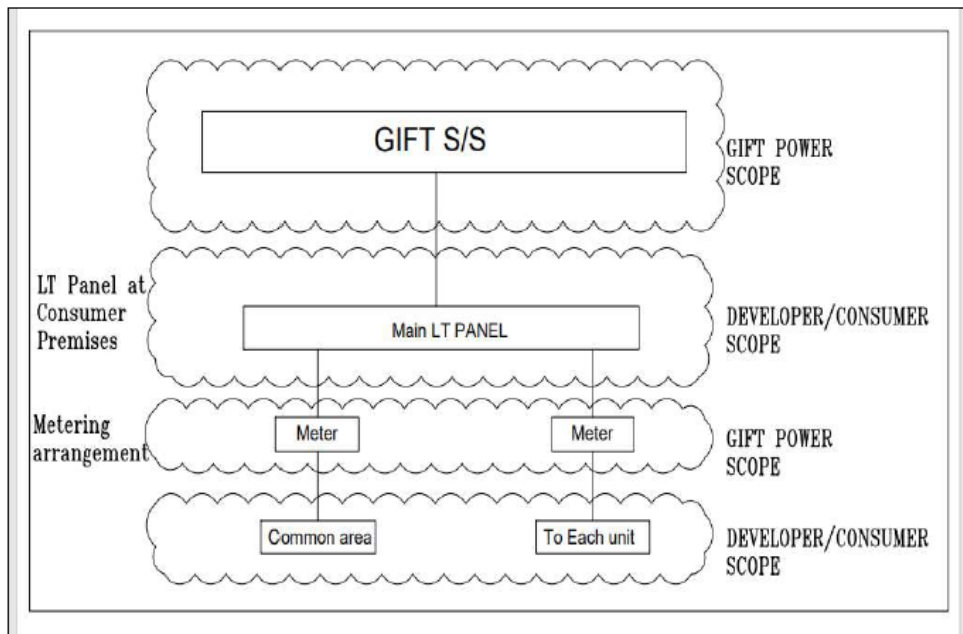 GIFT S/S
GIFT POWER
SCOPE
LT Panel at
Consumer
Premises
Main LT PANEL
DEVELOPER/CONSUMER
SCOPE
Metering
arrangement
Meter
Meter
GIFT POWER
SCOPE
Common area
To Each unit
DEVELOPER/CONSUMER
SCOPE